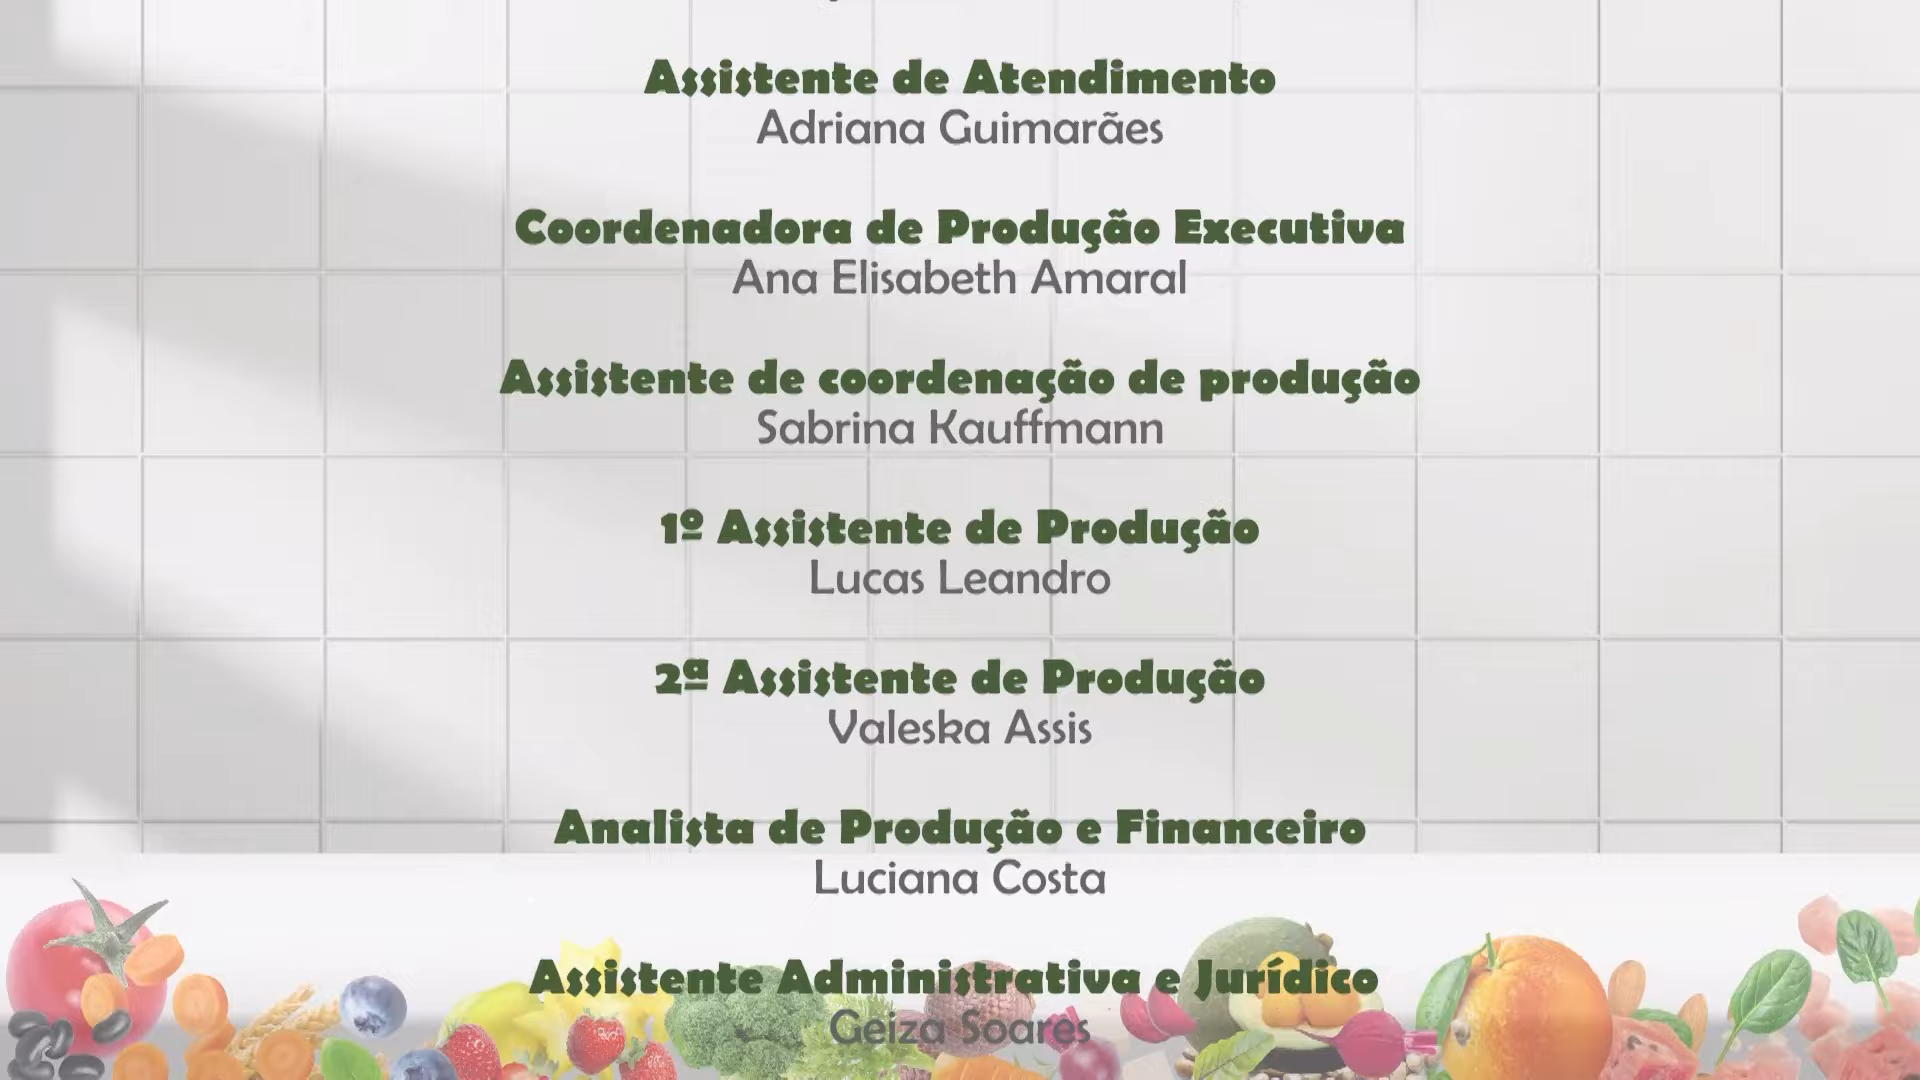 Assistente de Atendimento
Adriana Guimarães
Coordenadora de Produção Executiva
Ana Elisabeth Amaral
Assistente de coordenação de produção
Sabrina Kauffmann
1º Assistente de Produção
Lucas Leandro
2ª Assistente de Produção
Valeska Assis
Analista de Produção e Financeiro
Luciana Costa
Assistente Administrativa e Jurídico
Geiza Soares